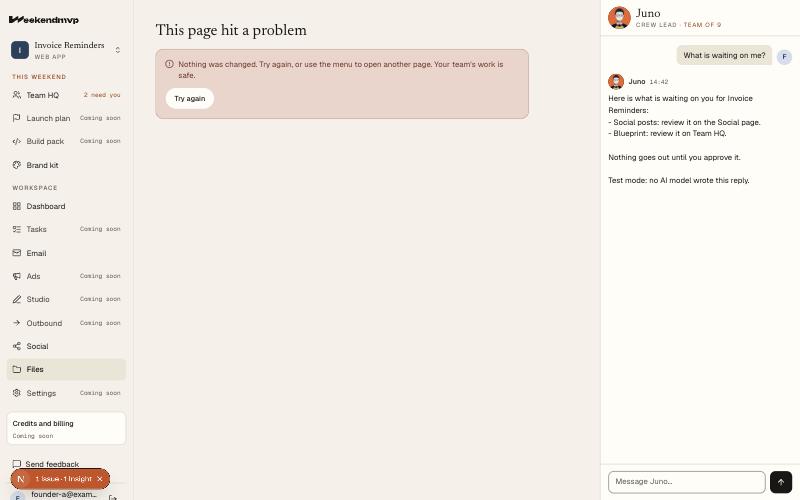 Weekendmvp
I
Invoice Reminders
WEB APP
THIS WEEKEND
Team HQ 2 need you
Launch plan Coming soon
Build pack Coming soon
Brand kit
WORKSPACE
Dashboard
Tasks Coming soon
Email
Ads Coming soon
Studio Coming soon
Outbound Coming soon
Social
Files
Settings Coming soon
Credits and billing
Coming soon
Send feedback
N 1 Issue · 1 Insight ×
F founder-a@exam...
This page hit a problem
Nothing was changed. Try again, or use the menu to open another page. Your team's work is
safe.
Try again
Juno
CREW LEAD · TEAM OF 9
What is waiting on me?
F
Juno 14:42
Here is what is waiting on you for Invoice
Reminders:
- Social posts: review it on the Social page.
- Blueprint: review it on Team HQ.
Nothing goes out until you approve it.
Test mode: no AI model wrote this reply.
Message Juno...